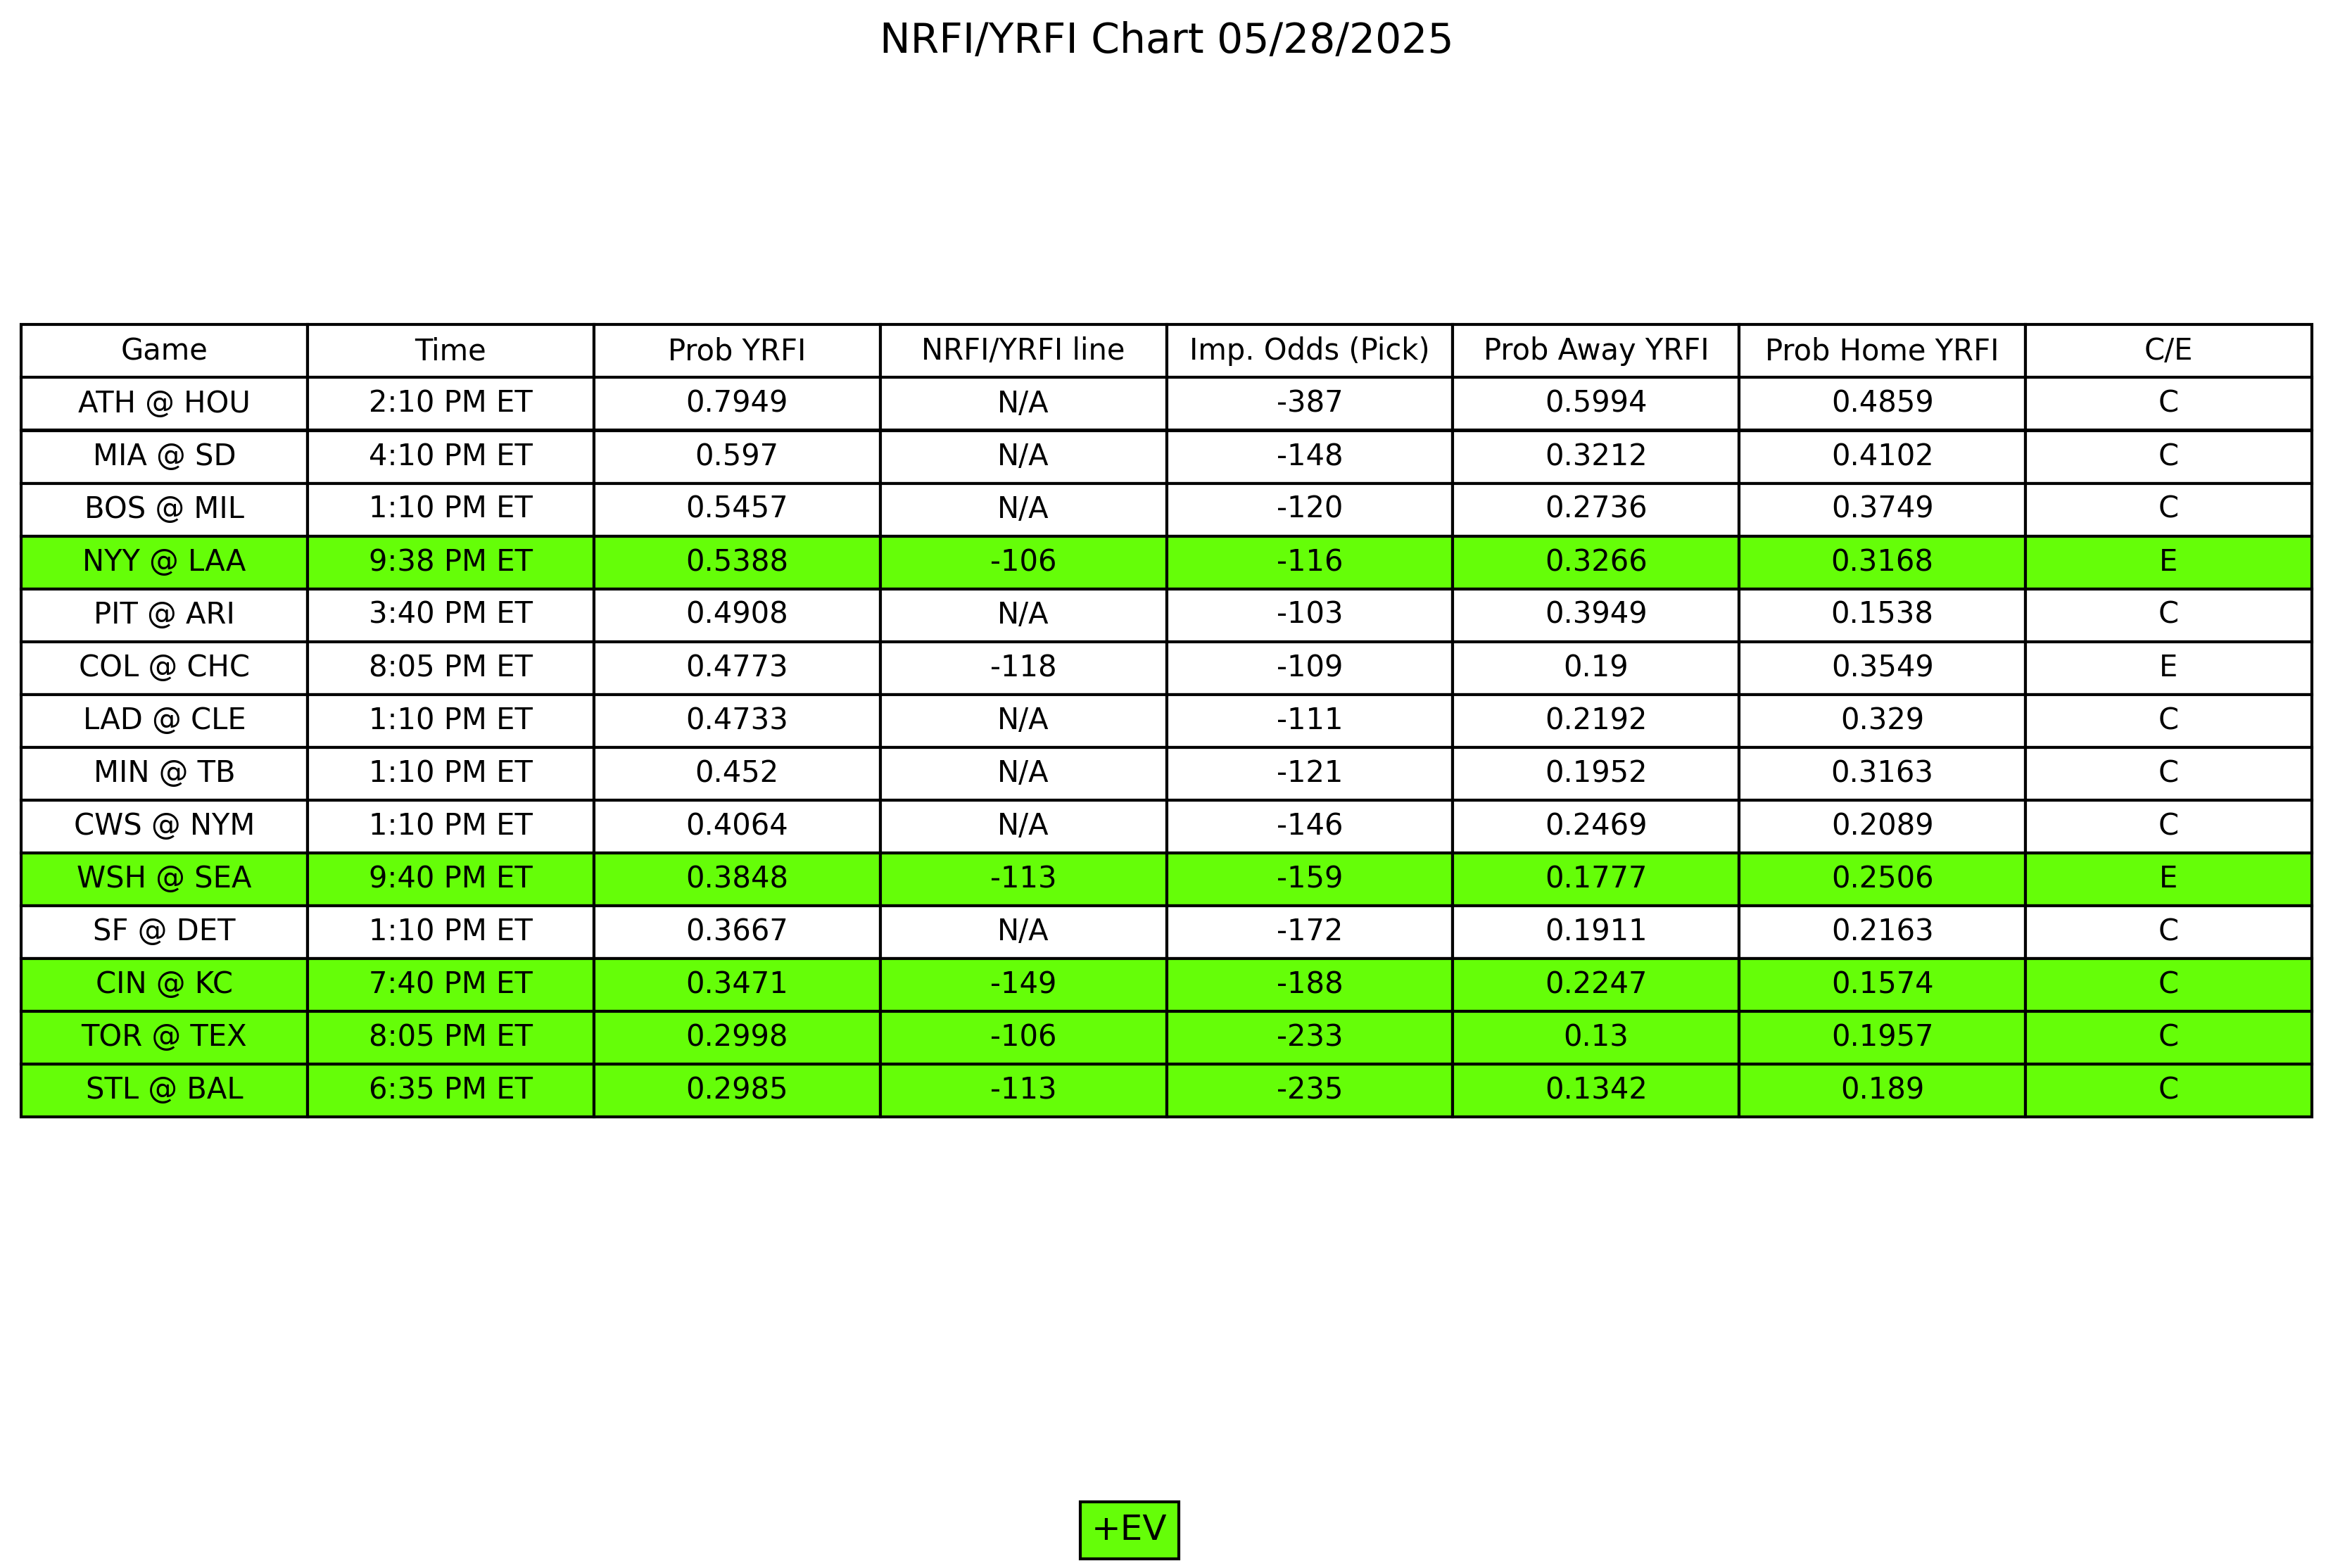 NRFI/YRFI Chart 05/28/2025
Game Time Prob YRFI NRFI/YRFI line Imp. Odds (Pick) Prob Away YRFI Prob Home YRFI C/E
ATH @ HOU 2:10 PM ET 0.7949 N/A -387 0.5994 0.4859 C
MIA @ SD 4:10 PM ET 0.597 N/A -148 0.3212 0.4102 C
BOS @ MIL 1:10 PM ET 0.5457 N/A -120 0.2736 0.3749 C
NYY @ LAA 9:38 PM ET 0.5388 -106 -116 0.3266 0.3168 E
PIT @ ARI 3:40 PM ET 0.4908 N/A -103 0.3949 0.1538 C
COL @ CHC 8:05 PM ET 0.4773 -118 -109 0.19 0.3549 E
LAD @ CLE 1:10 PM ET 0.4733 N/A -111 0.2192 0.329 C
MIN @ TB 1:10 PM ET 0.452 N/A -121 0.1952 0.3163 C
CWS @ NYM 1:10 PM ET 0.4064 N/A -146 0.2469 0.2089 C
WSH @ SEA 9:40 PM ET 0.3848 -113 -159 0.1777 0.2506 E
SF @ DET 1:10 PM ET 0.3667 N/A -172 0.1911 0.2163 C
CIN @ KC 7:40 PM ET 0.3471 -149 -188 0.2247 0.1574 C
TOR @ TEX 8:05 PM ET 0.2998 -106 -233 0.13 0.1957 C
STL @ BAL 6:35 PM ET 0.2985 -113 -235 0.1342 0.189 C
+EV